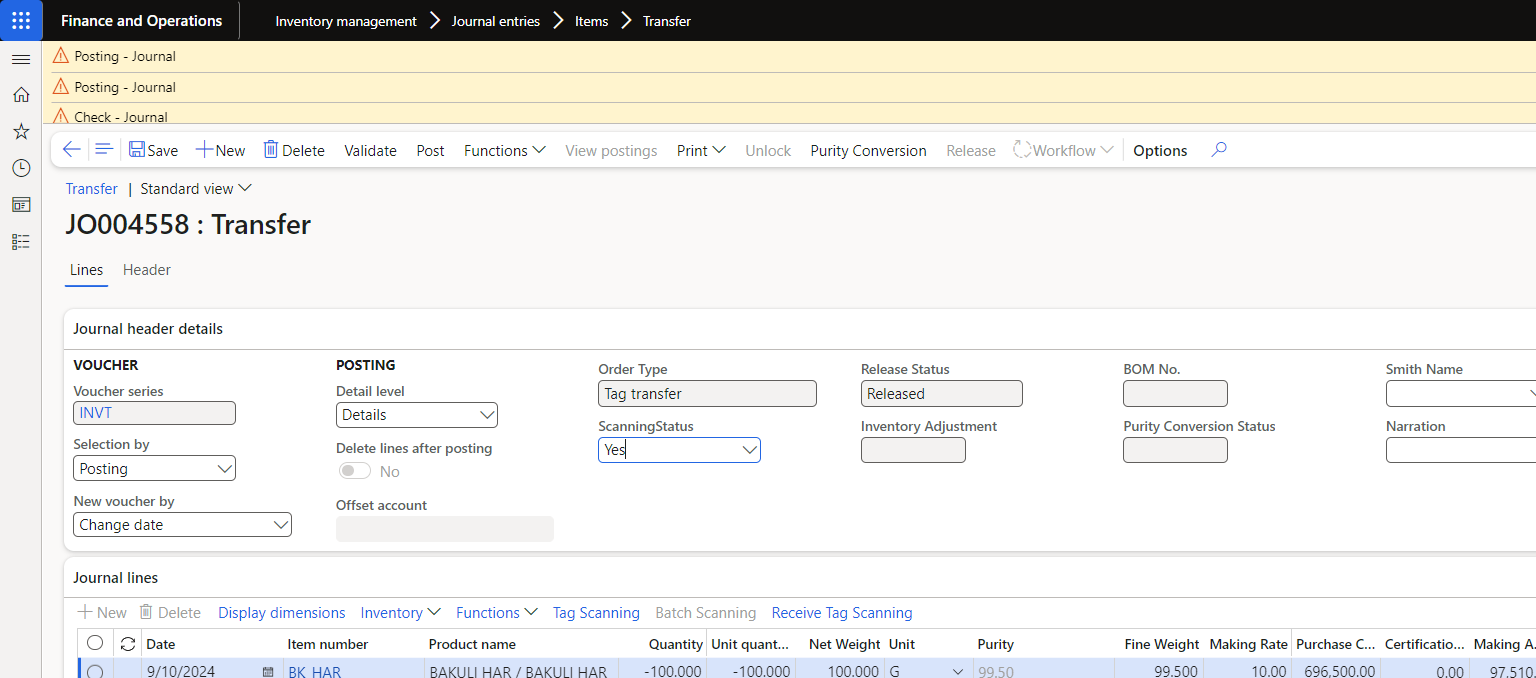 Finance and Operations Inventory management Journal entries Items Transfer
Posting - Journal
Posting - Journal
Check - Journal
Save New Delete Validate Post Functions View postings Print Unlock Purity Conversion Release Workflow Options
Transfer | Standard view
JO004558 : Transfer
Lines Header
Journal header details
VOUCHER
Voucher series
INVT
Selection by
Posting
New voucher by
Change date
POSTING
Detail level
Details
Delete lines after posting
No
Offset account
Order Type
Tag transfer
ScanningStatus
Yes
Release Status
Released
Inventory Adjustment
BOM No.
Purity Conversion Status
Smith Name
Narration
Journal lines
New Delete Display dimensions Inventory Functions Tag Scanning Batch Scanning Receive Tag Scanning
Date Item number Product name Quantity Unit quant... Net Weight Unit Purity Fine Weight Making Rate Purchase C... Certificatio... Making A...
9/10/2024 BK_HAR BAKULI HAR / BAKULI HAR -100.000 -100.000 100.000 G 99.50 99.500 10.00 696,500.00 0.00 97,510